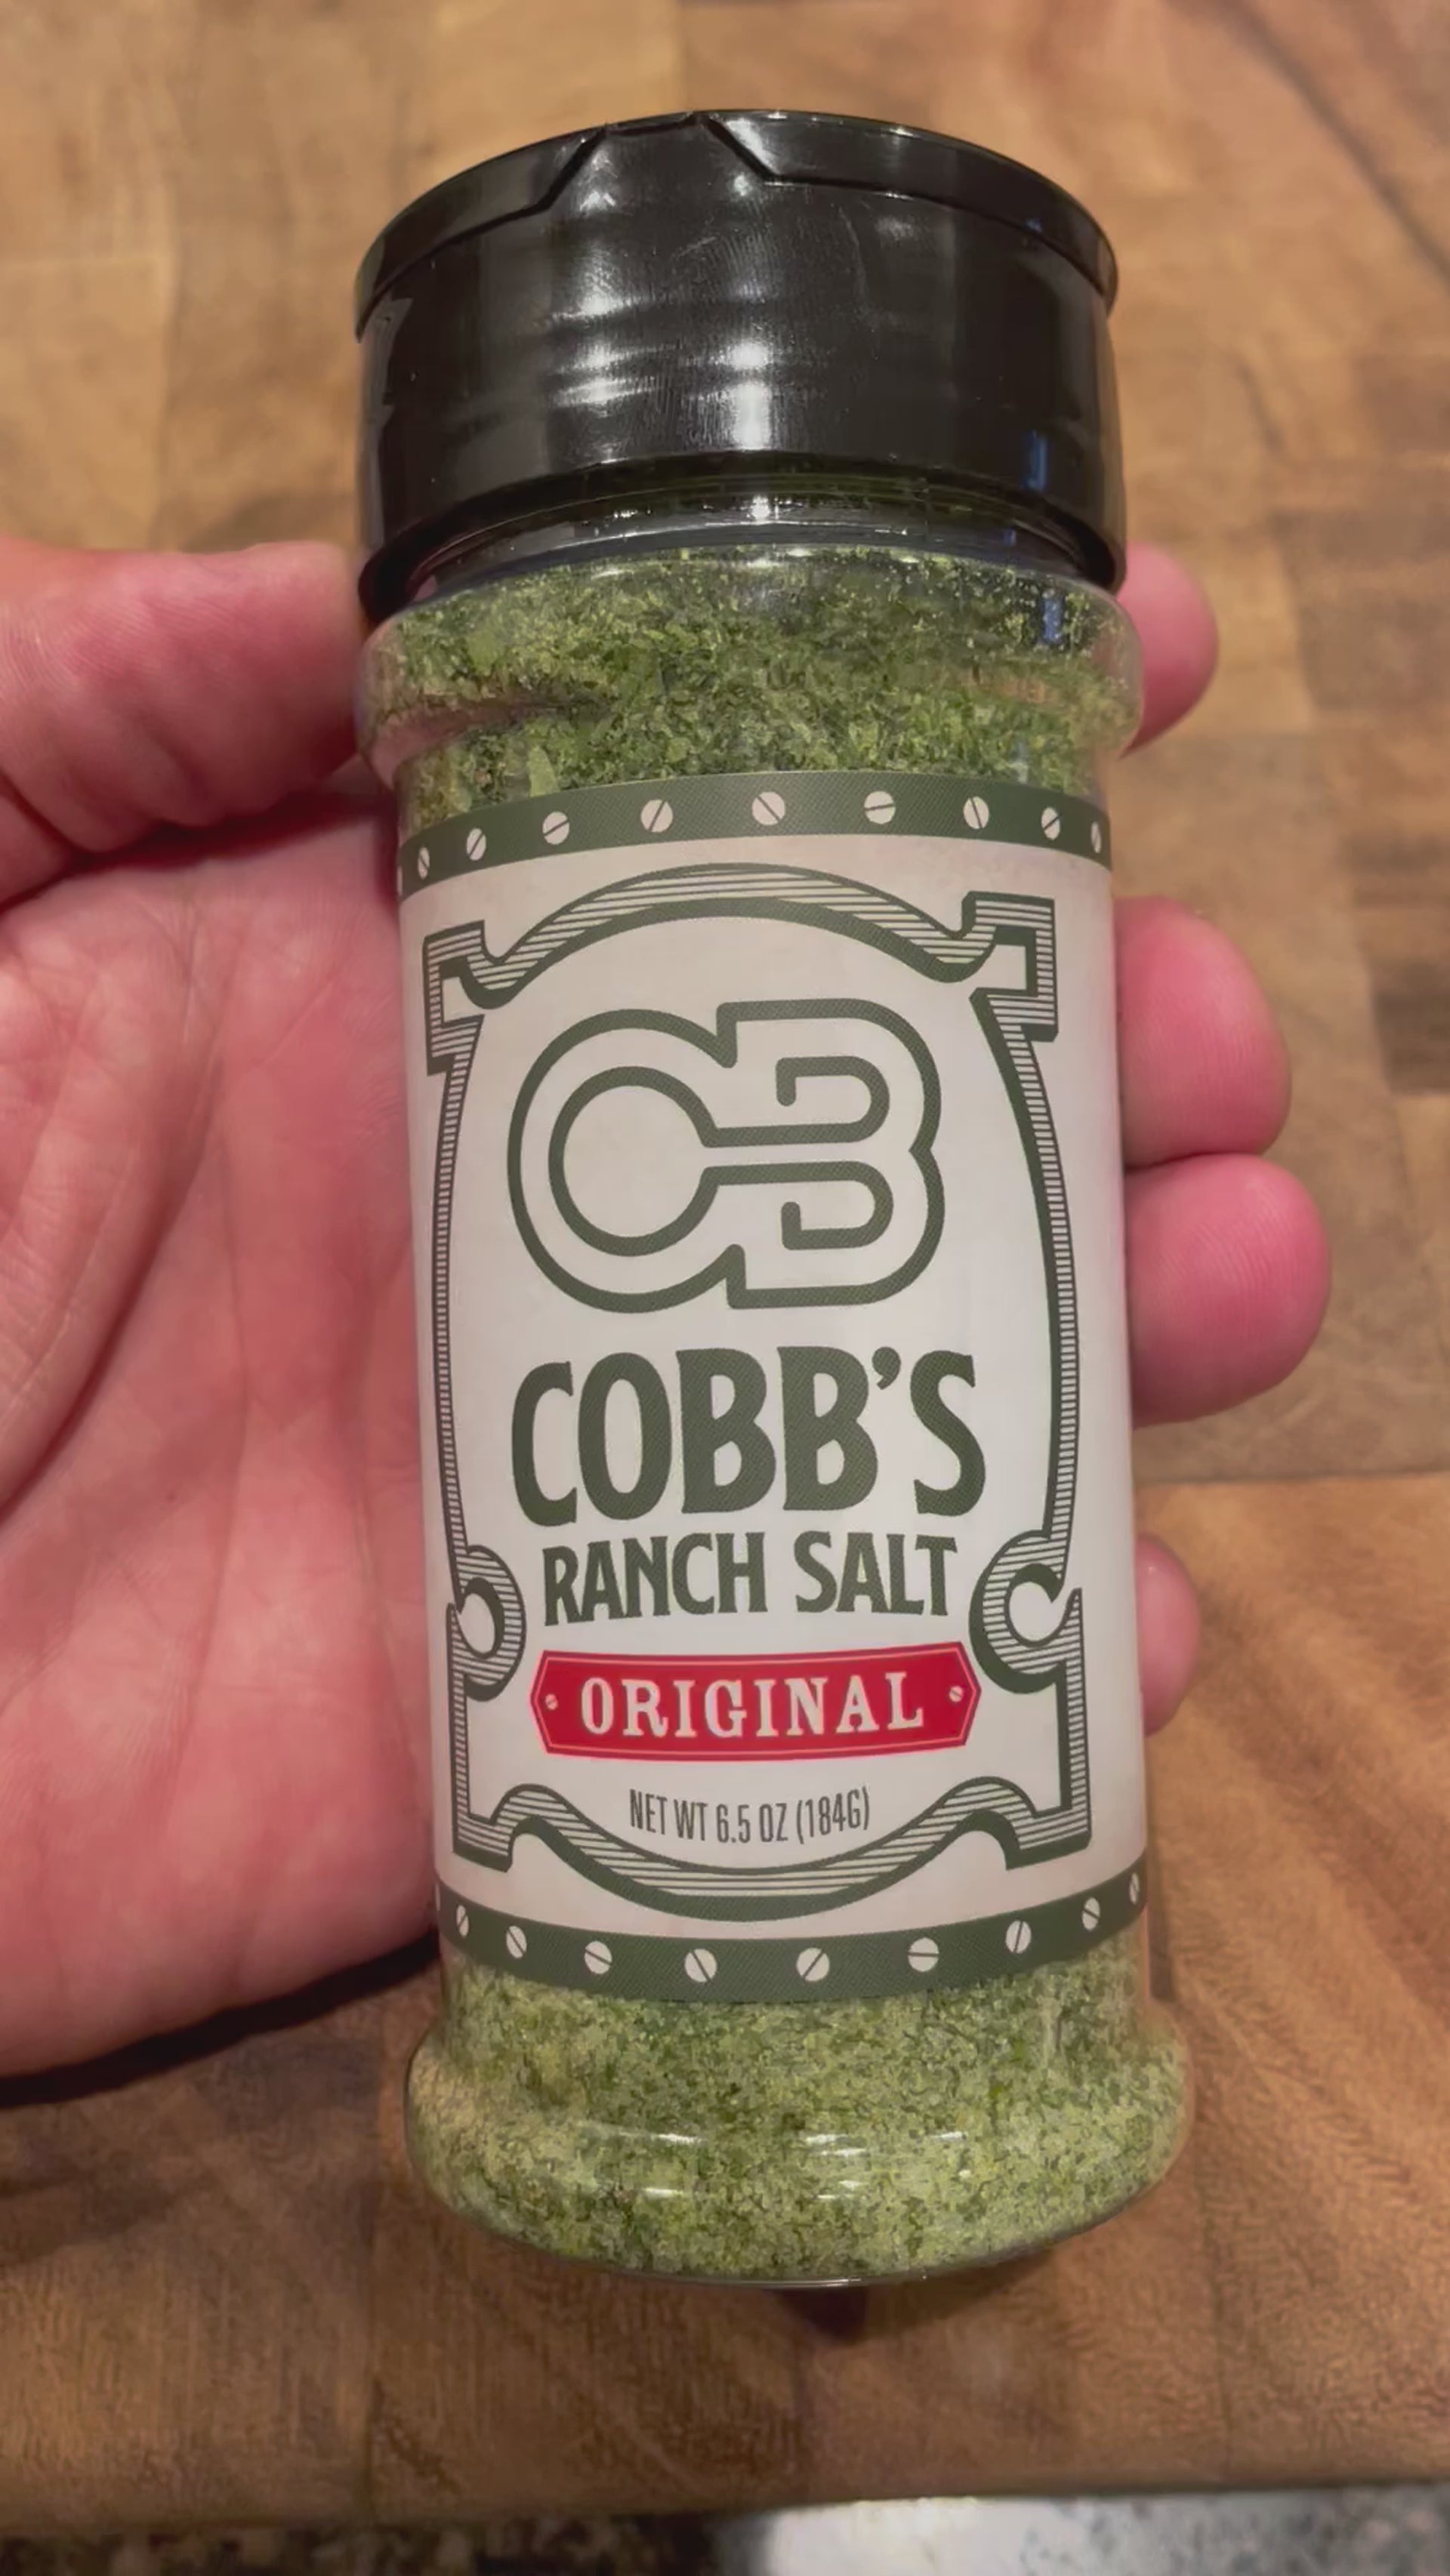 CB
COBB'S
RANCH SALT
ORIGINAL
NET WT 6.5 OZ (184G)